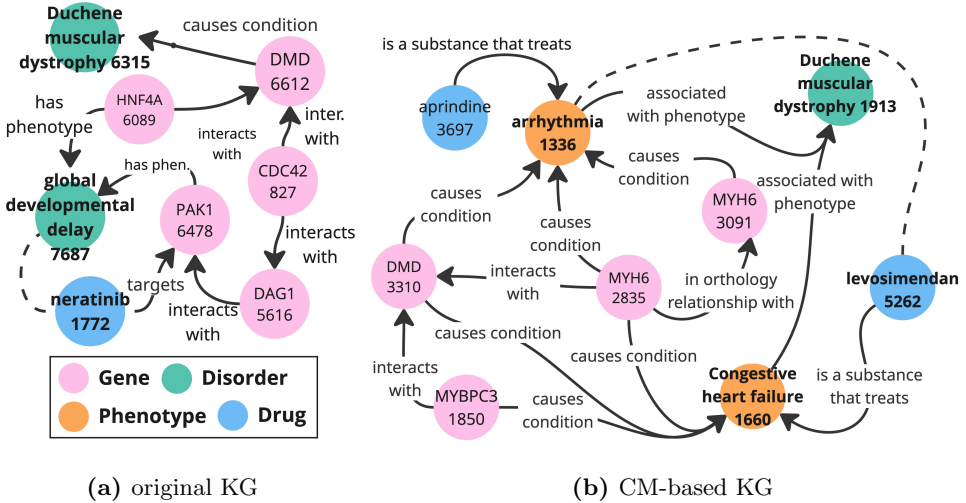 Duchene
muscular
dystrophy 6315
causes condition
DMD
6612
has
phenotype
HNF4A
6089
inter.
with
interacts
with
CDC42
827
has phen.
global
developmental
delay
7687
PAK1
6478
interacts
with
neratinib
1772
targets
interacts
with
DAG1
5616
Gene
Disorder
Phenotype
Drug
(a) original KG
is a substance that treats
aprindine
3697
arrhythmia
1336
associated
with phenotype
Duchene
muscular
dystrophy 1913
causes
condition
associated with
phenotype
MYH6
3091
causes
condition
causes
condition
DMD
3310
interacts
with
MYH6
2835
in orthology
relationship with
levosimendan
5262
causes condition
causes condition
interacts
with
MYBPC3
1850
causes
condition
Congestive
heart failure
1660
is a substance
that treats
(b) CM-based KG